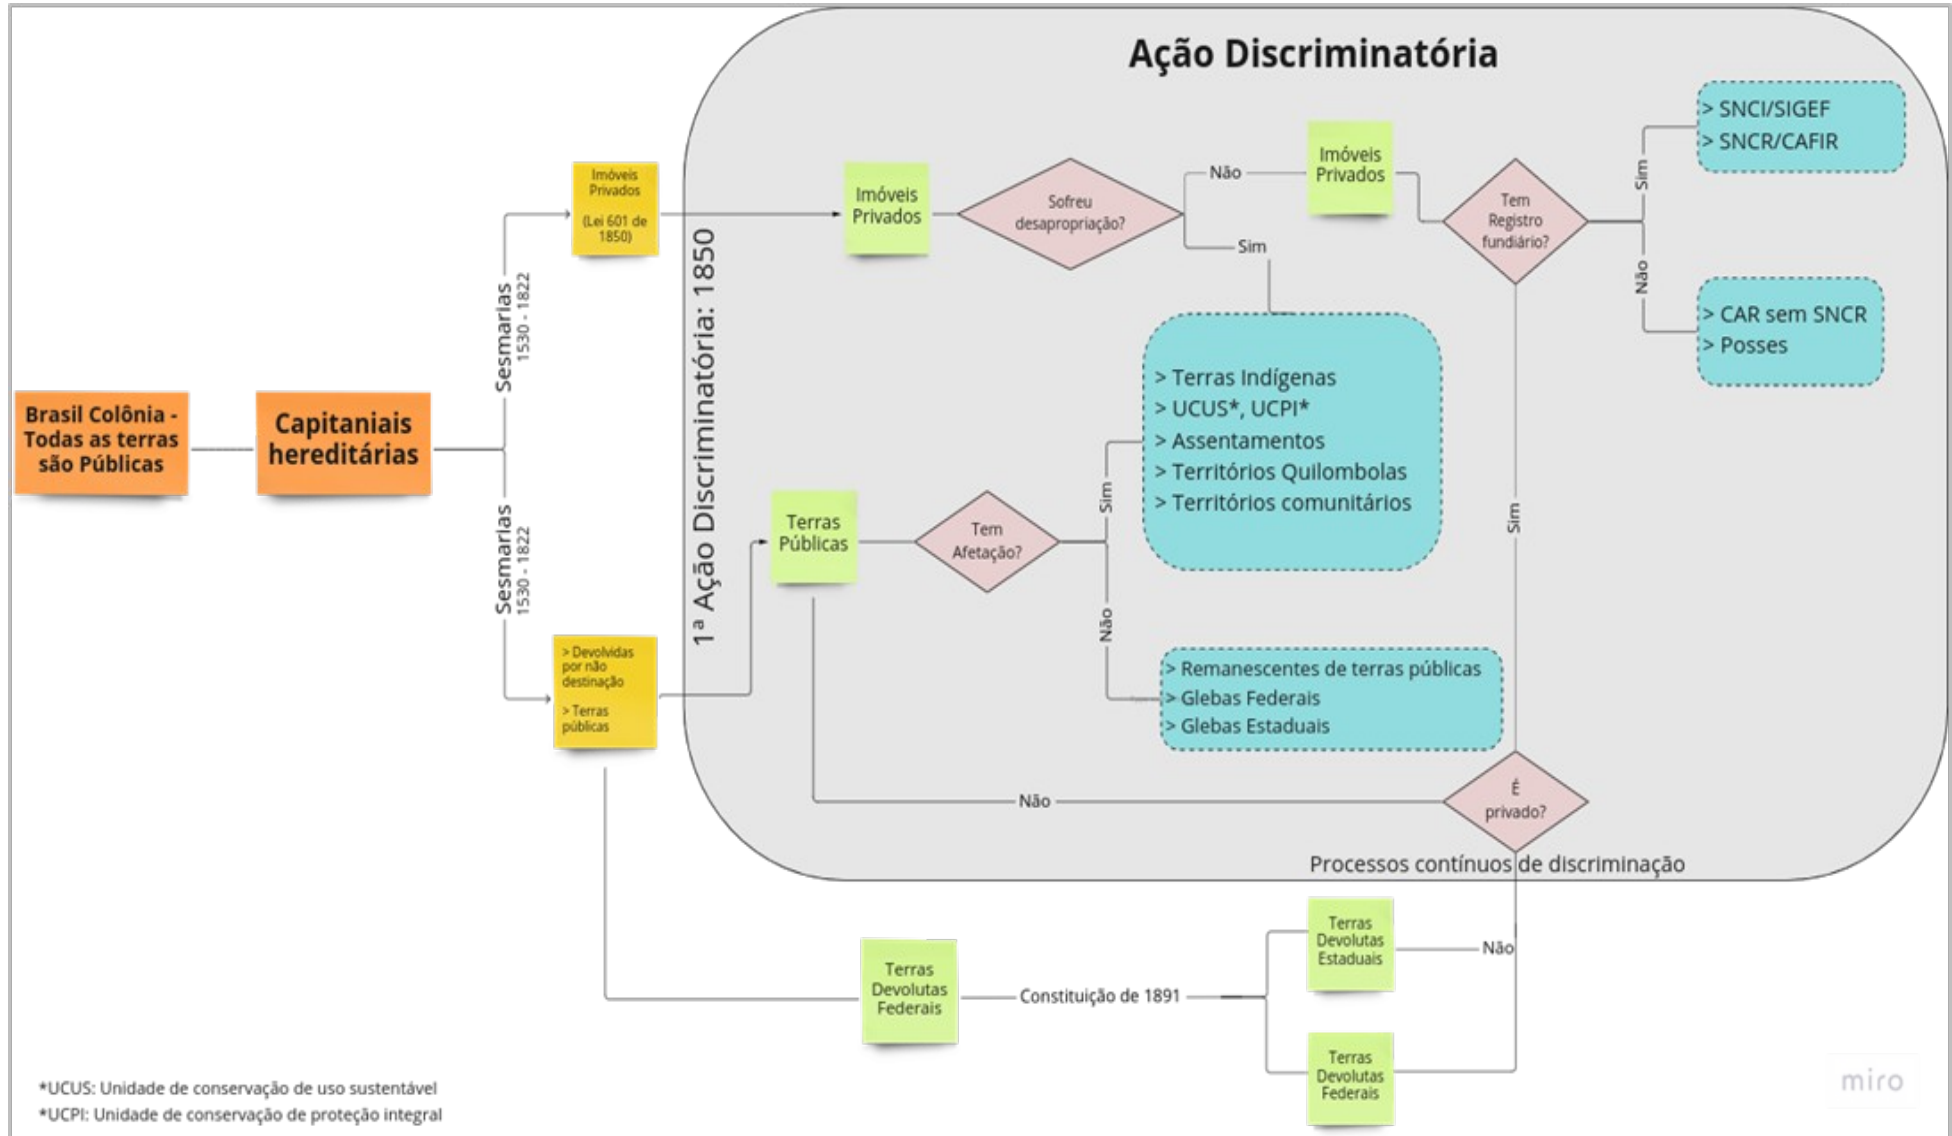 Ação Discriminatória
Brasil Colônia -
Todas as terras
são Públicas
Capitaniais
hereditárias
Sesmarias
1530 - 1822
Sesmarias
1530 - 1822
Imóveis
Privados
(Lei 601 de
1850)
> Devolvidas
por não
destinação
> Terras
públicas
1ª Ação Discriminatória: 1850
Imóveis
Privados
Sofreu
desapropriação?
Não
Sim
Imóveis
Privados
Tem
Registro
fundiário?
Sim
Não
> SNCI/SIGEF
> SNCR/CAFIR
> CAR sem SNCR
> Posses
Terras
Públicas
Tem
Afetação?
Sim
Não
> Terras Indígenas
> UCUS*, UCPI*
> Assentamentos
> Territórios Quilombolas
> Territórios comunitários
> Remanescentes de terras públicas
> Glebas Federais
> Glebas Estaduais
Sim
Não
É
privado?
Processos contínuos de discriminação
Terras
Devolutas
Federais
Constituição de 1891
Terras
Devolutas
Estaduais
Não
Terras
Devolutas
Federais
*UCUS: Unidade de conservação de uso sustentável
*UCPI: Unidade de conservação de proteção integral
miro